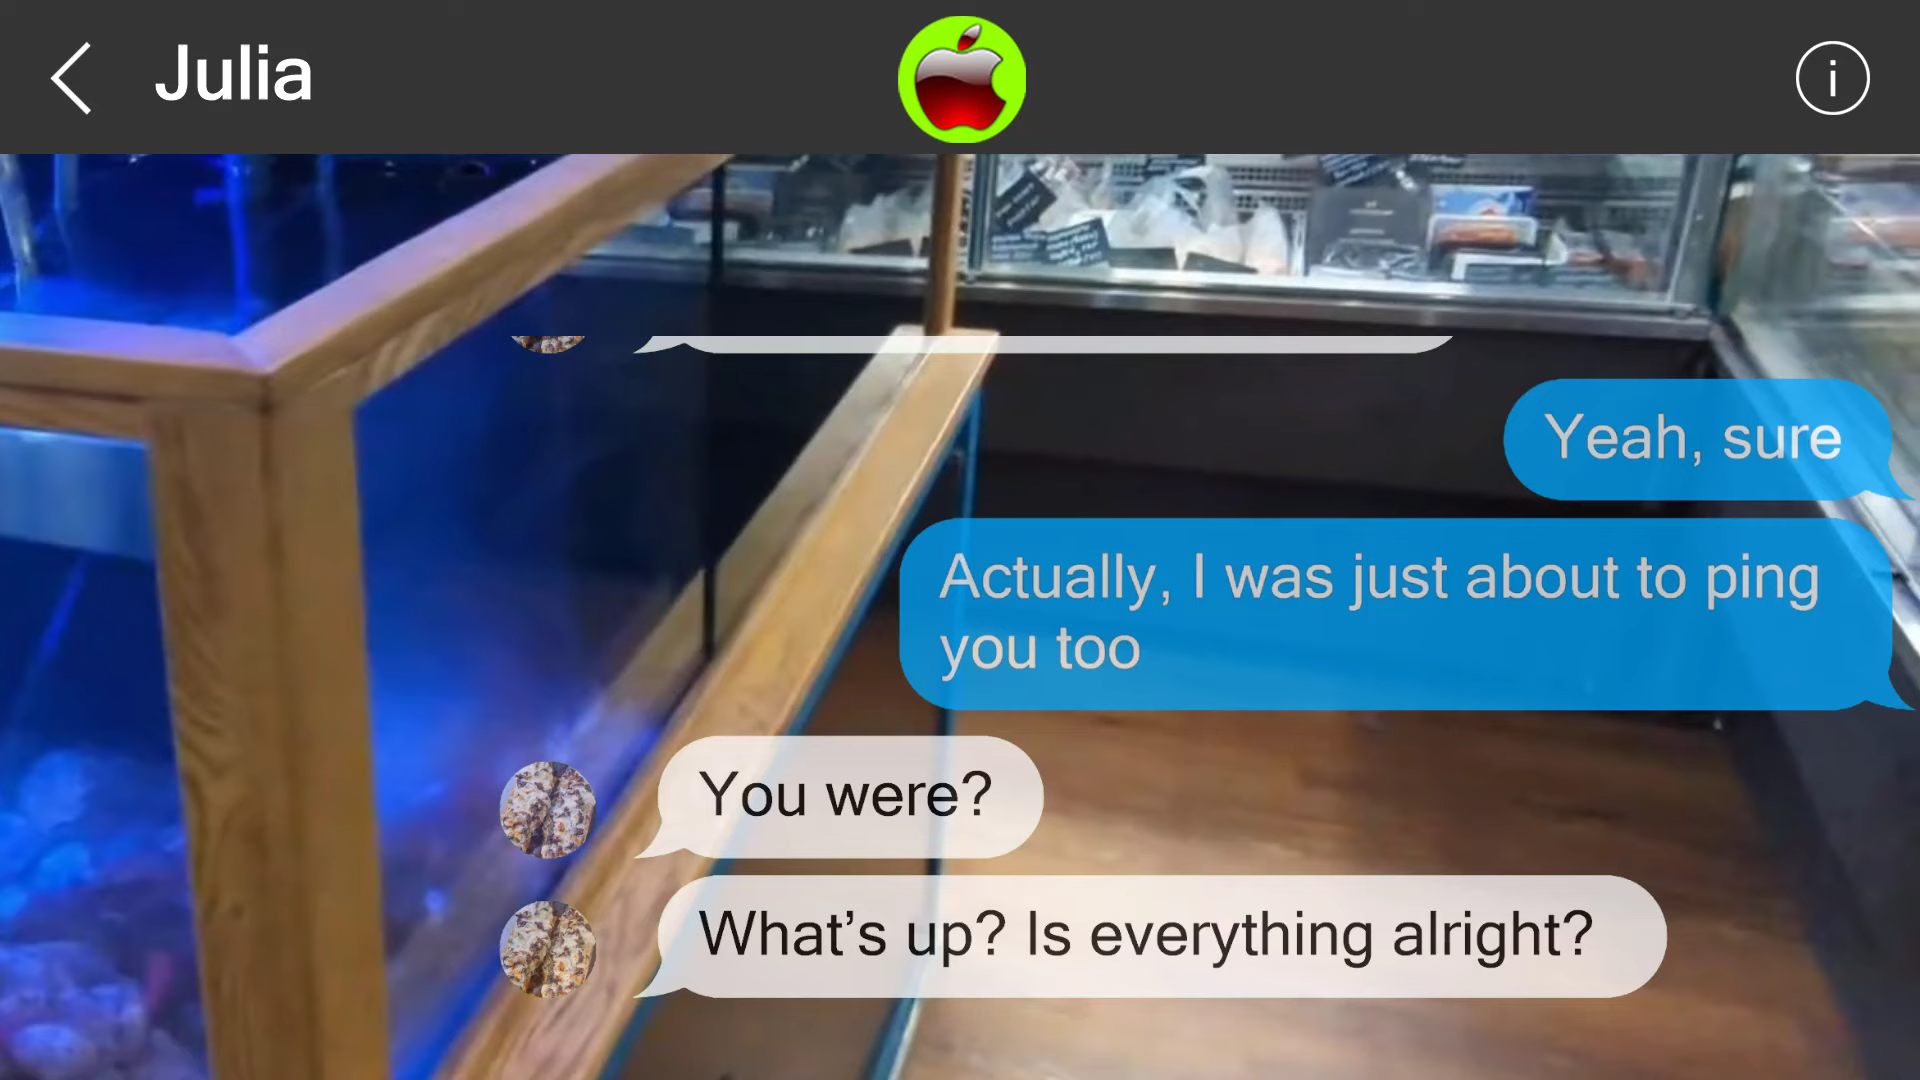 Julia
Yeah, sure
Actually, I was just about to ping
you too
You were?
What’s up? Is everything alright?